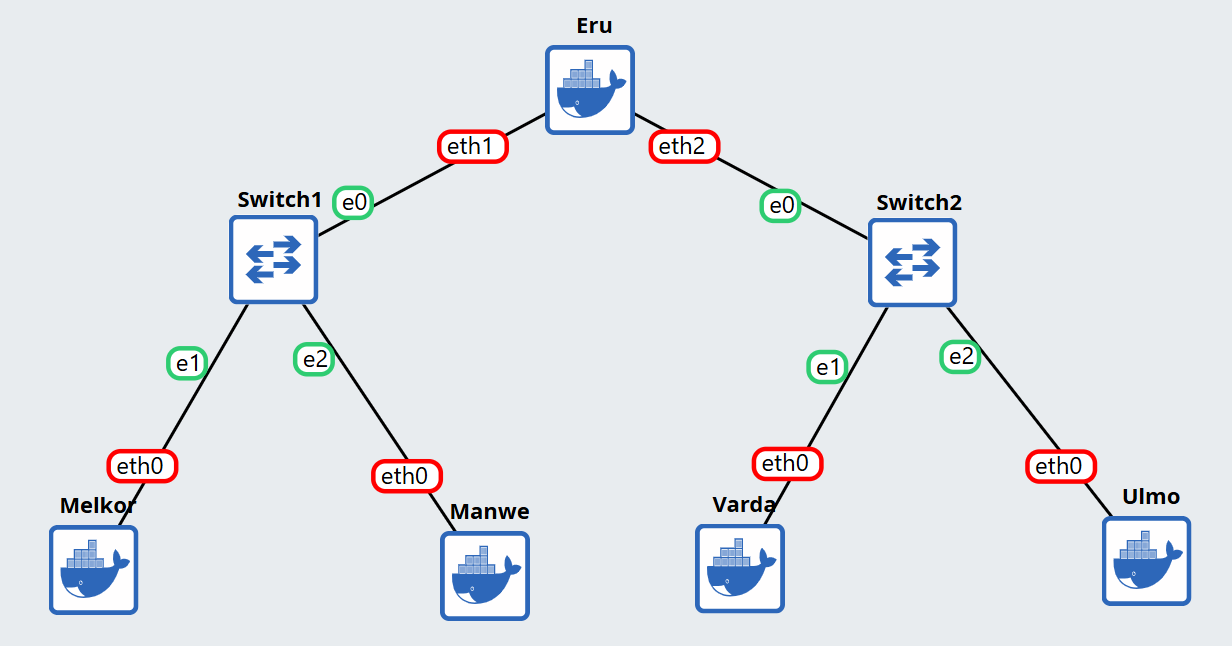 Eru
eth1
eth2
Switch1
e0
e0
Switch2
e1
e2
e1
e2
eth0
eth0
eth0
eth0
Melkor
Manwe
Varda
Ulmo